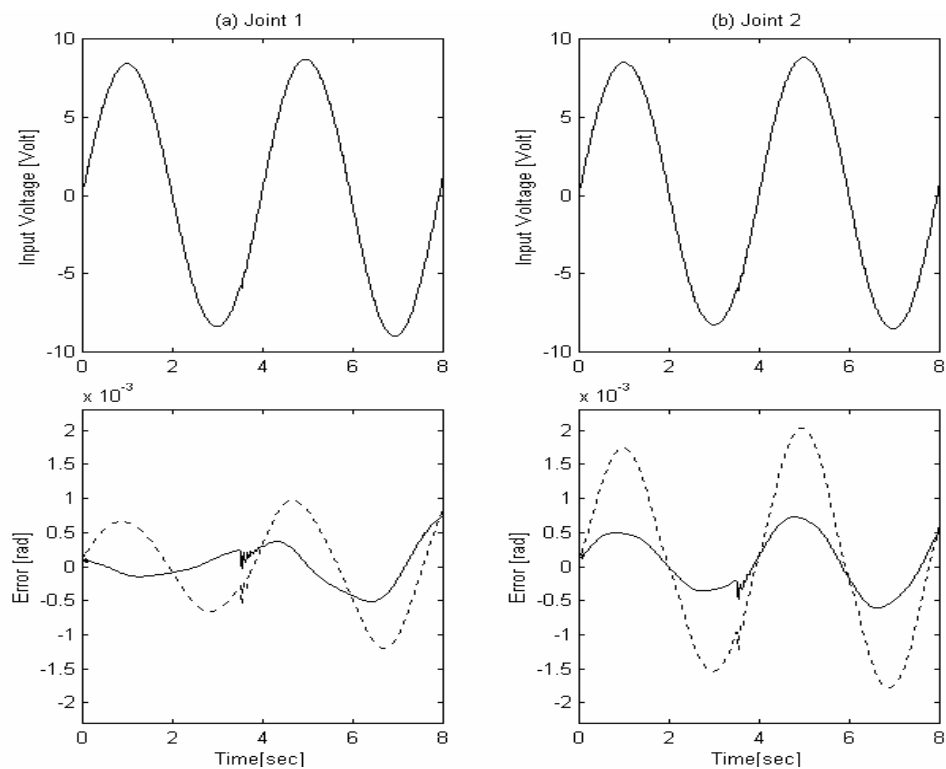 (a) Joint 1
(b) Joint 2
10
5
0
-5
-10
Input Voltage [Volt]
0 2 4 6 8
10
5
0
-5
-10
Input Voltage [Volt]
0 2 4 6 8
x 10^-3
2
1.5
1
0.5
0
-0.5
-1
-1.5
-2
Error [rad]
0 2 4 6 8
Time[sec]
x 10^-3
2
1.5
1
0.5
0
-0.5
-1
-1.5
-2
Error [rad]
0 2 4 6 8
Time[sec]